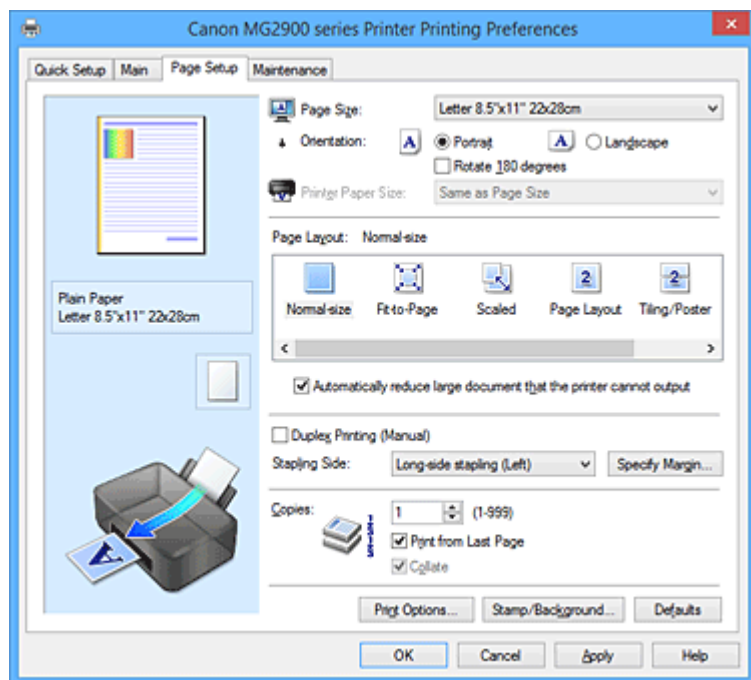 Canon MG2900 series Printer Printing Preferences
Quick Setup Main Page Setup Maintenance
Page Size: Letter 8.5"x11" 22x28cm
Orientation: A Portrait A Landscape
Rotate 180 degrees
Printer Paper Size: Same as Page Size
Page Layout: Normal-size
2 2
Normal-size Fit-to-Page Scaled Page Layout Tiling/Poster
Plain Paper
Letter 8.5"x11" 22x28cm
Automatically reduce large document that the printer cannot output
Duplex Printing (Manual)
Stapling Side: Long-side stapling (Left) Specify Margin...
Copies: 1 (1-999)
Print from Last Page
Collate
A
Print Options... Stamp/Background... Defaults
OK Cancel Apply Help